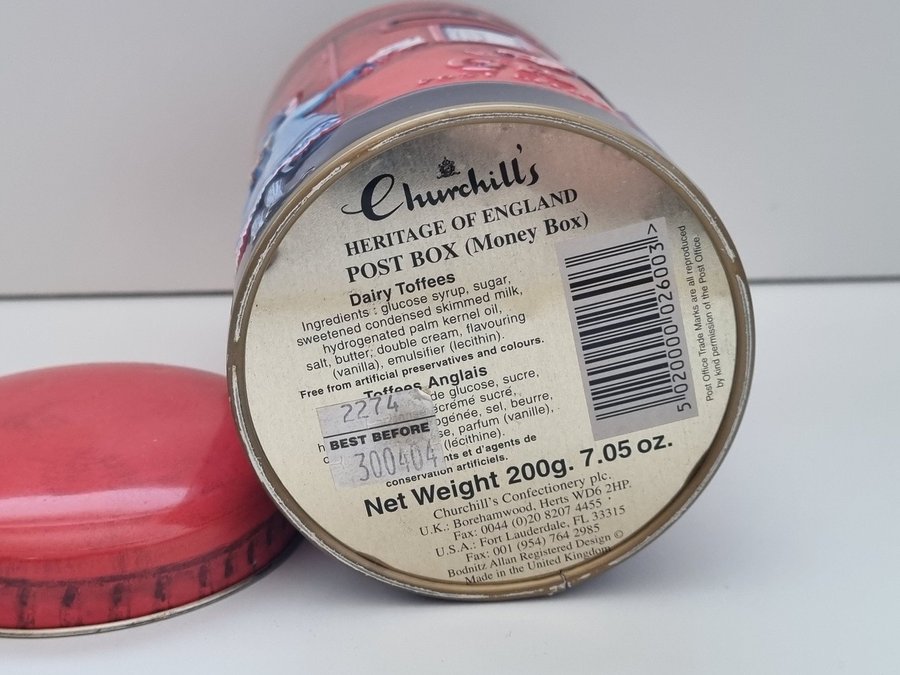 Churchill's
HERITAGE OF ENGLAND
POST BOX (Money Box)
Dairy Toffees
Ingredients : glucose syrup, sugar,
sweetened condensed skimmed milk,
hydrogenated palm kernel oil,
salt, butter; double cream, flavouring
(vanilla), emulsifier (lecithin).
Free from artificial preservatives and colours.
Toffees Anglais
de glucose, sucre,
écrémé sucré,
ogénée, sel, beurre,
se, parfum (vanille),
(lécithine).
nts et d'agents de
conservation artificiels.
2274
BEST BEFORE
300404
Net Weight 200g. 7.05 oz.
Churchill's Confectionery plc.
U.K.: Borehamwood, Herts WD6 2HP.
Fax: 0044 (0)20 8207 4455
U.S.A.: Fort Lauderdale, FL 33315
Fax: 001 (954) 764 2985
Bodnitz Allan Registered Design ©
Made in the United Kingdom
5 020000 026003 >
Post Office Trade Marks are all reproduced
by kind permission of the Post Office